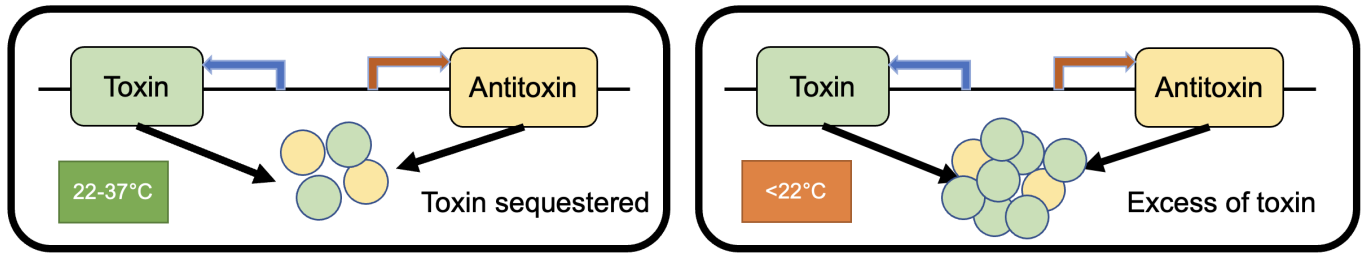 Toxin
Antitoxin
22-37°C
Toxin sequestered
Toxin
Antitoxin
<22°C
Excess of toxin